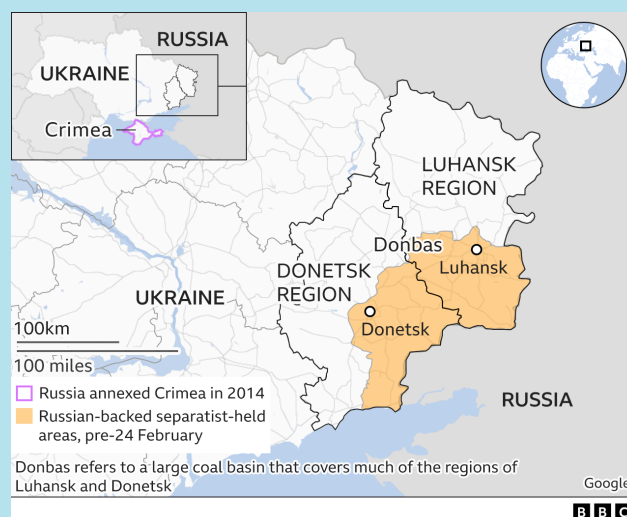 RUSSIA
UKRAINE
Crimea
LUHANSK
REGION
Donbas
Luhansk
DONETSK
REGION
UKRAINE
Donetsk
100km
100 miles
Russia annexed Crimea in 2014
RUSSIA
Russian-backed separatist-held
areas, pre-24 February
Donbas refers to a large coal basin that covers much of the regions of
Luhansk and Donetsk
Google
BBC